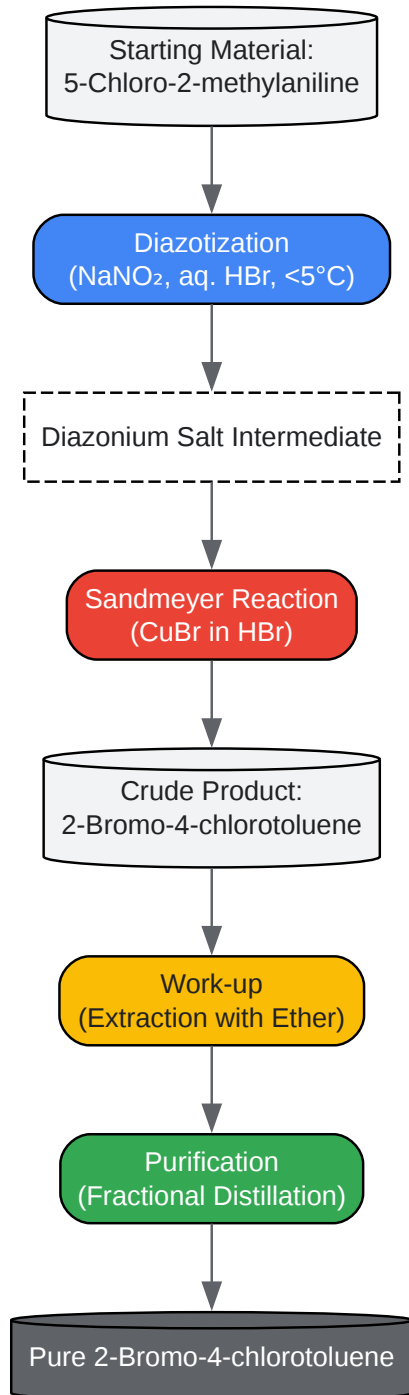 Starting Material:
5-Chloro-2-methylaniline
Diazotization
(NaNO₂, aq. HBr, <5°C)
Diazonium Salt Intermediate
Sandmeyer Reaction
(CuBr in HBr)
Crude Product:
2-Bromo-4-chlorotoluene
Work-up
(Extraction with Ether)
Purification
(Fractional Distillation)
Pure 2-Bromo-4-chlorotoluene